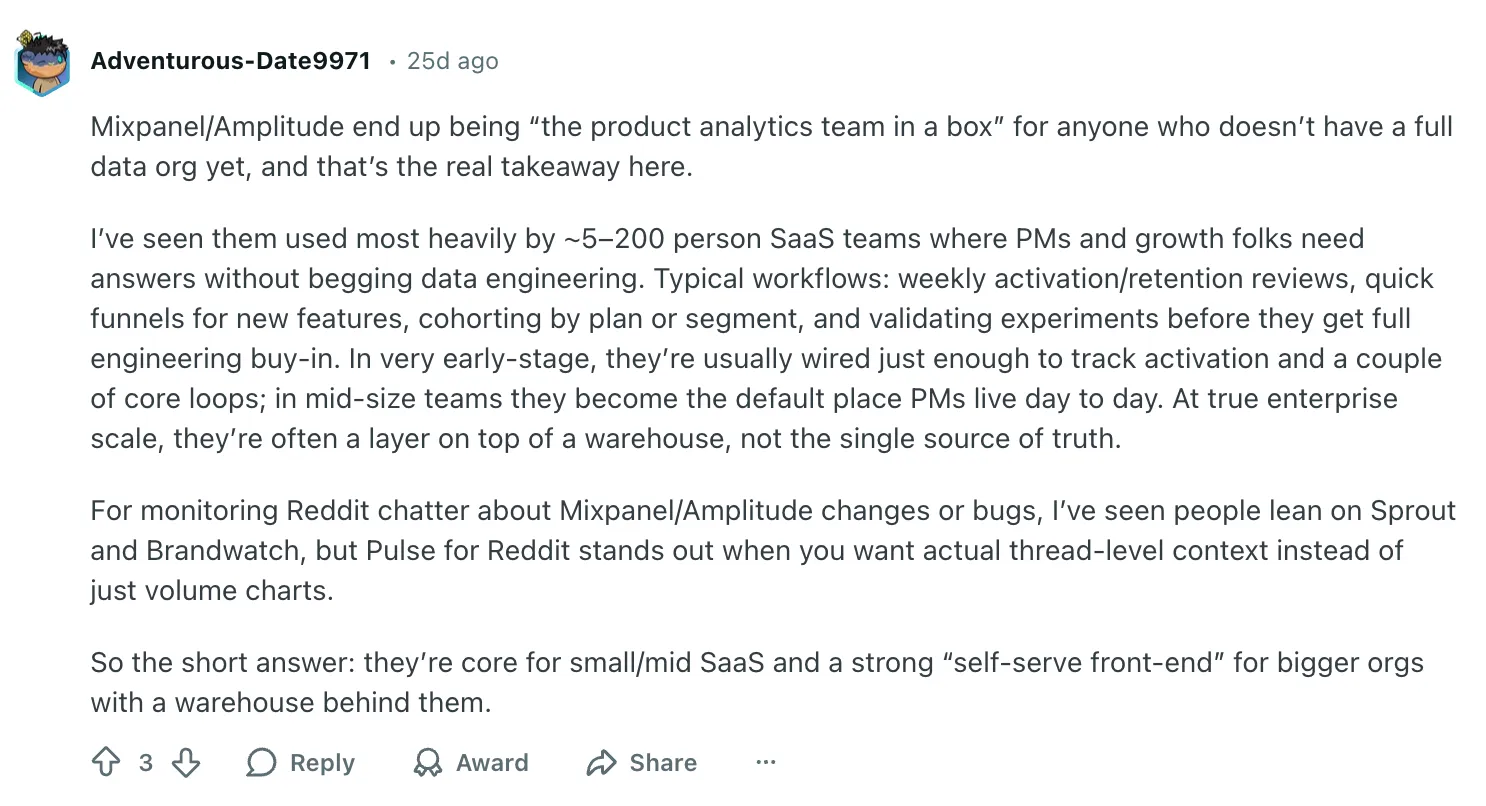 Adventurous-Date9971 • 25d ago
Mixpanel/Amplitude end up being “the product analytics team in a box” for anyone who doesn’t have a full
data org yet, and that’s the real takeaway here.
I’ve seen them used most heavily by ~5–200 person SaaS teams where PMs and growth folks need
answers without begging data engineering. Typical workflows: weekly activation/retention reviews, quick
funnels for new features, cohorting by plan or segment, and validating experiments before they get full
engineering buy-in. In very early-stage, they’re usually wired just enough to track activation and a couple
of core loops; in mid-size teams they become the default place PMs live day to day. At true enterprise
scale, they’re often a layer on top of a warehouse, not the single source of truth.
For monitoring Reddit chatter about Mixpanel/Amplitude changes or bugs, I’ve seen people lean on Sprout
and Brandwatch, but Pulse for Reddit stands out when you want actual thread-level context instead of
just volume charts.
So the short answer: they’re core for small/mid SaaS and a strong “self-serve front-end” for bigger orgs
with a warehouse behind them.
3 Reply Award Share ...